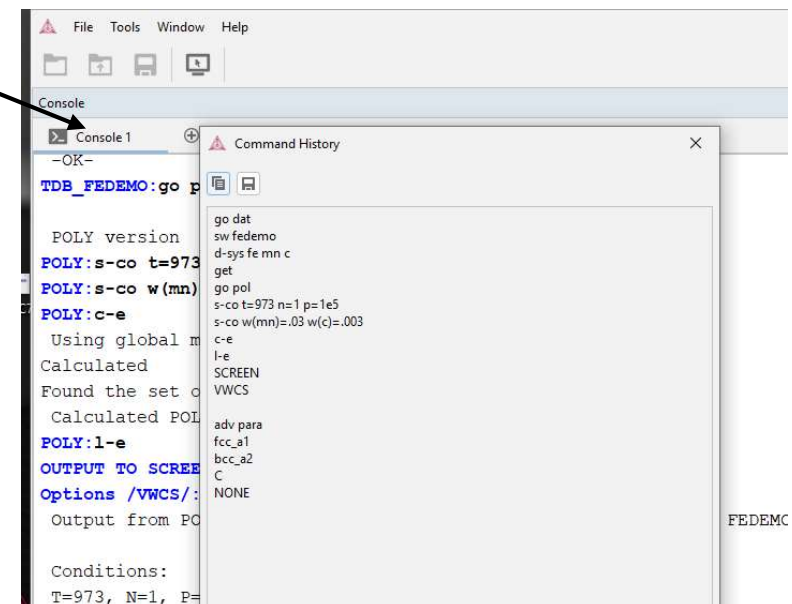 File Tools Window Help
Console
Console 1
-OK-
TDB_FEDEMO:go p
POLY version
POLY:s-co t=973
POLY:s-co w(mn)
POLY:c-e
Using global m
Calculated
Found the set o
Calculated POL
POLY:l-e
OUTPUT TO SCREE
Options /VWCS/:
Output from PO
FEDEMO
Conditions:
T=973, N=1, P=
Command History
go dat
sw fedemo
d-sys fe mn c
get
go pol
s-co t=973 n=1 p=1e5
s-co w(mn)=.03 w(c)=.003
c-e
l-e
SCREEN
VWCS
adv para
fcc_a1
bcc_a2
C
NONE